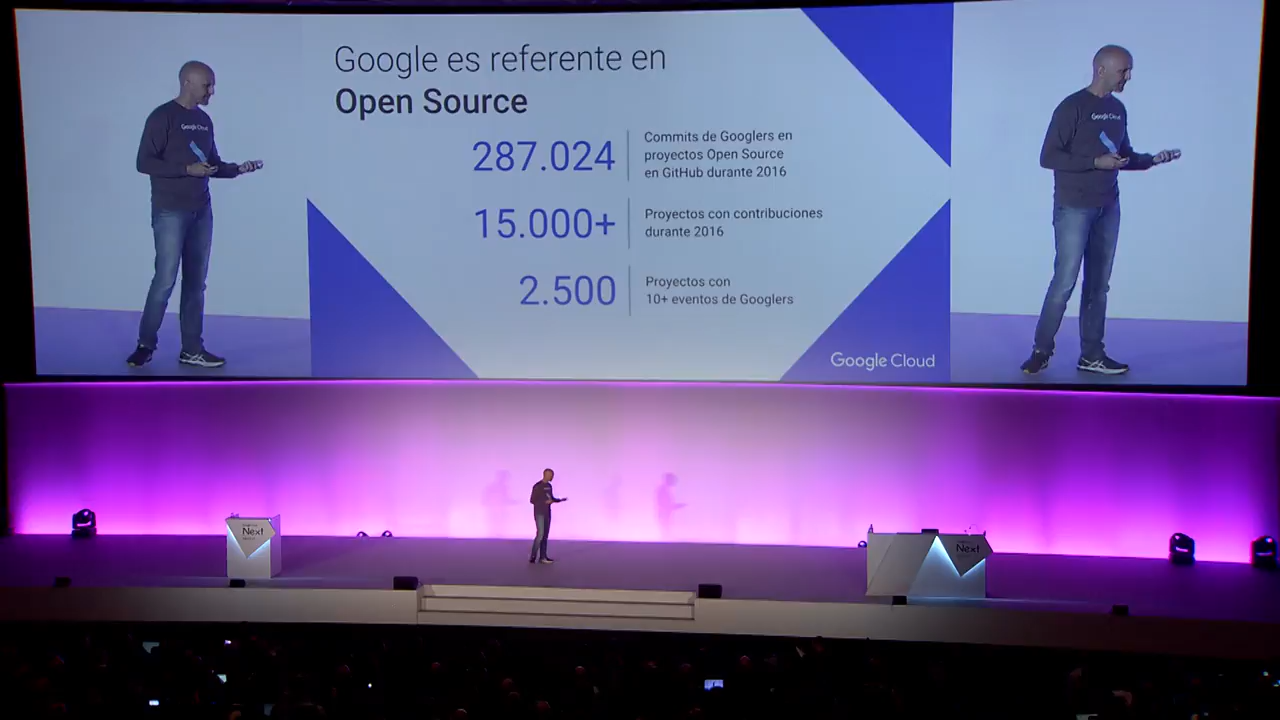 Google es referente en
Open Source
287.024
Commits de Googlers en
proyectos Open Source
en GitHub durante 2016
15.000+
Proyectos con contribuciones
durante 2016
2.500
Proyectos con
10+ eventos de Googlers
Google Cloud
Google Cloud
Google Cloud
Next
Next